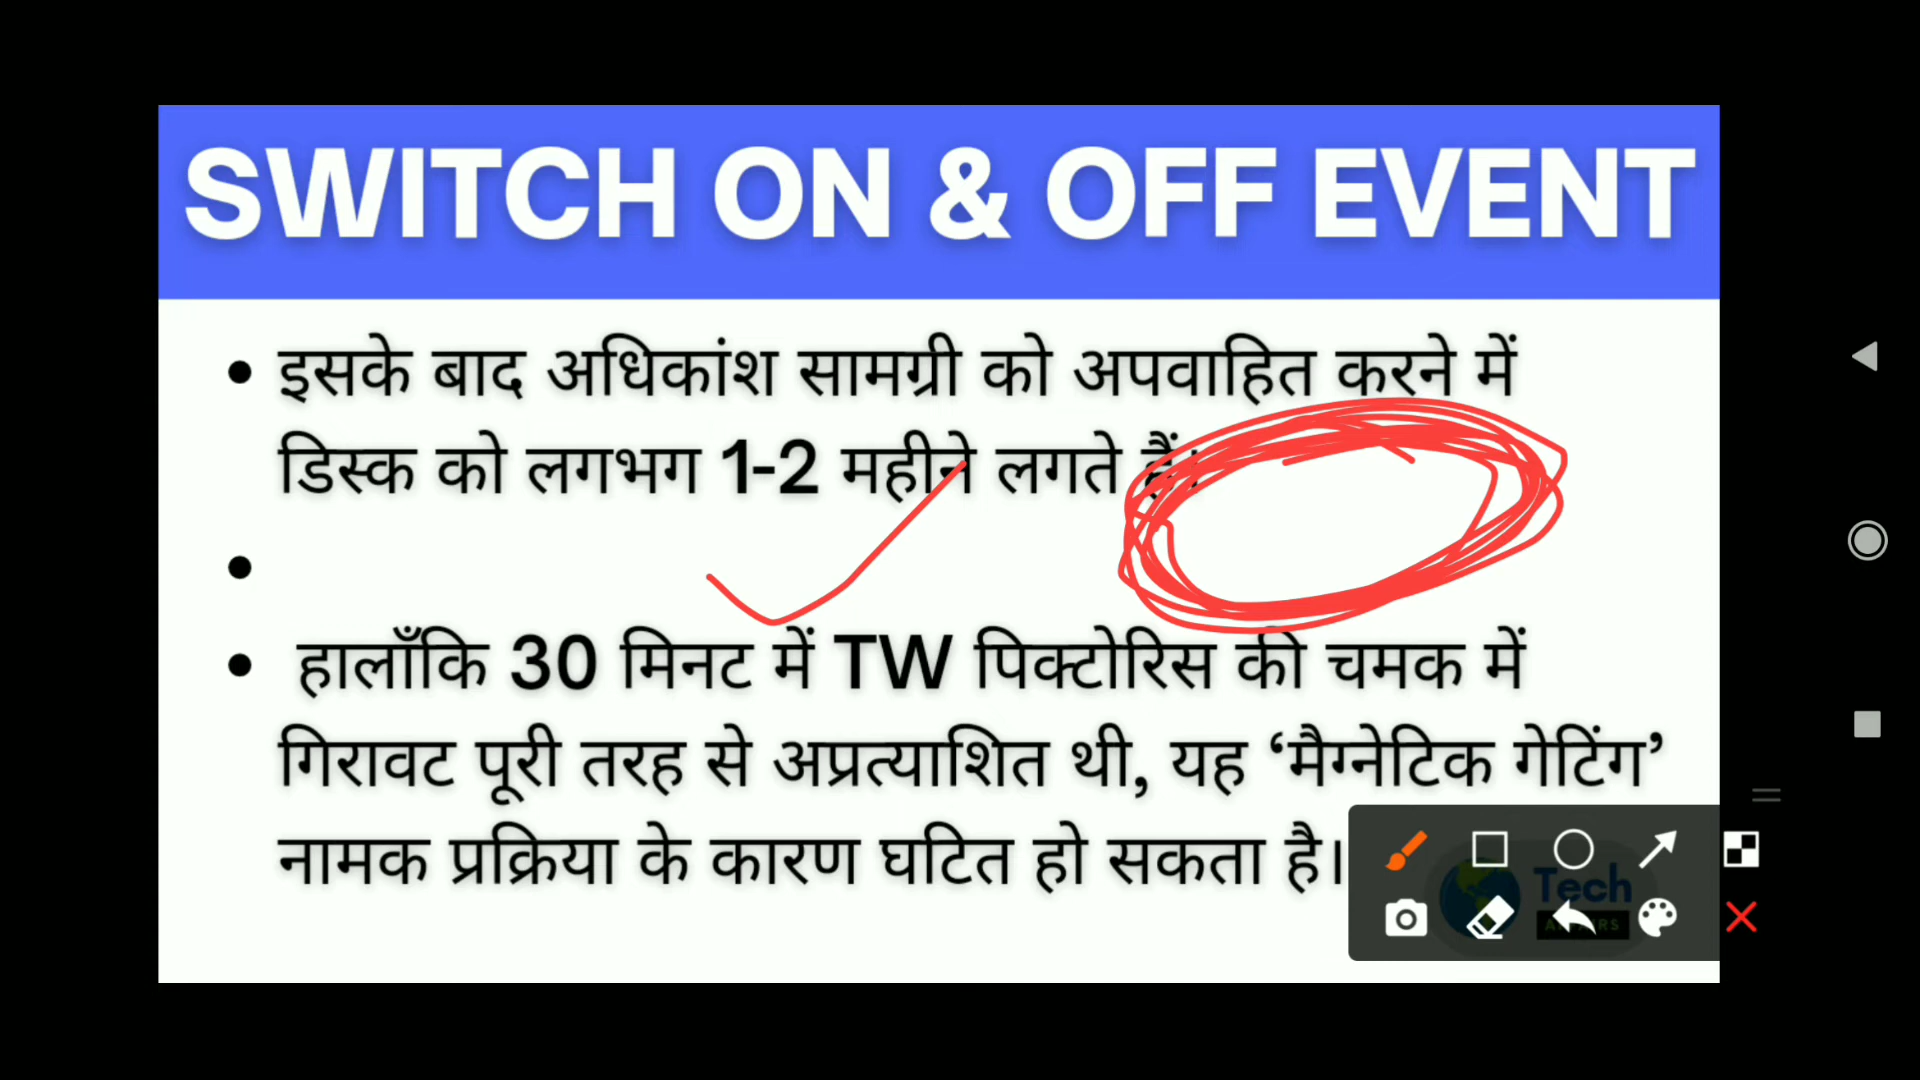 SWITCH ON & OFF EVENT
• इसके बाद अधिकांश सामग्री को अपवाहित करने में
डिस्क को लगभग 1-2 महीने लगते हैं।
•
• हालाँकि 30 मिनट में TW पिक्टोरिस की चमक में
गिरावट पूरी तरह से अप्रत्याशित थी, यह ‘मैग्नेटिक गेटिंग’
नामक प्रक्रिया के कारण घटित हो सकता है।
Tech